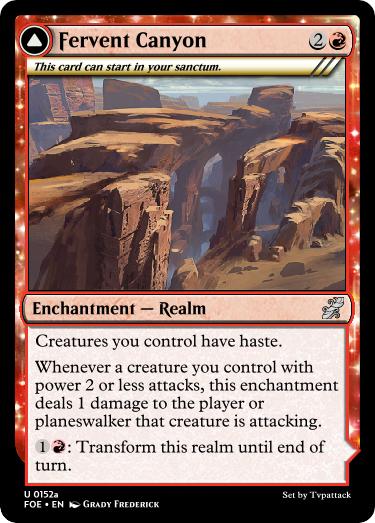 Fervent Canyon 2
This card can start in your sanctum.
Enchantment — Realm
Creatures you control have haste.
Whenever a creature you control with
power 2 or less attacks, this enchantment
deals 1 damage to the player or
planeswalker that creature is attacking.
1 : Transform this realm until end of
turn.
U 0152a
FOE • EN Grady Frederick
Set by Tvpattack